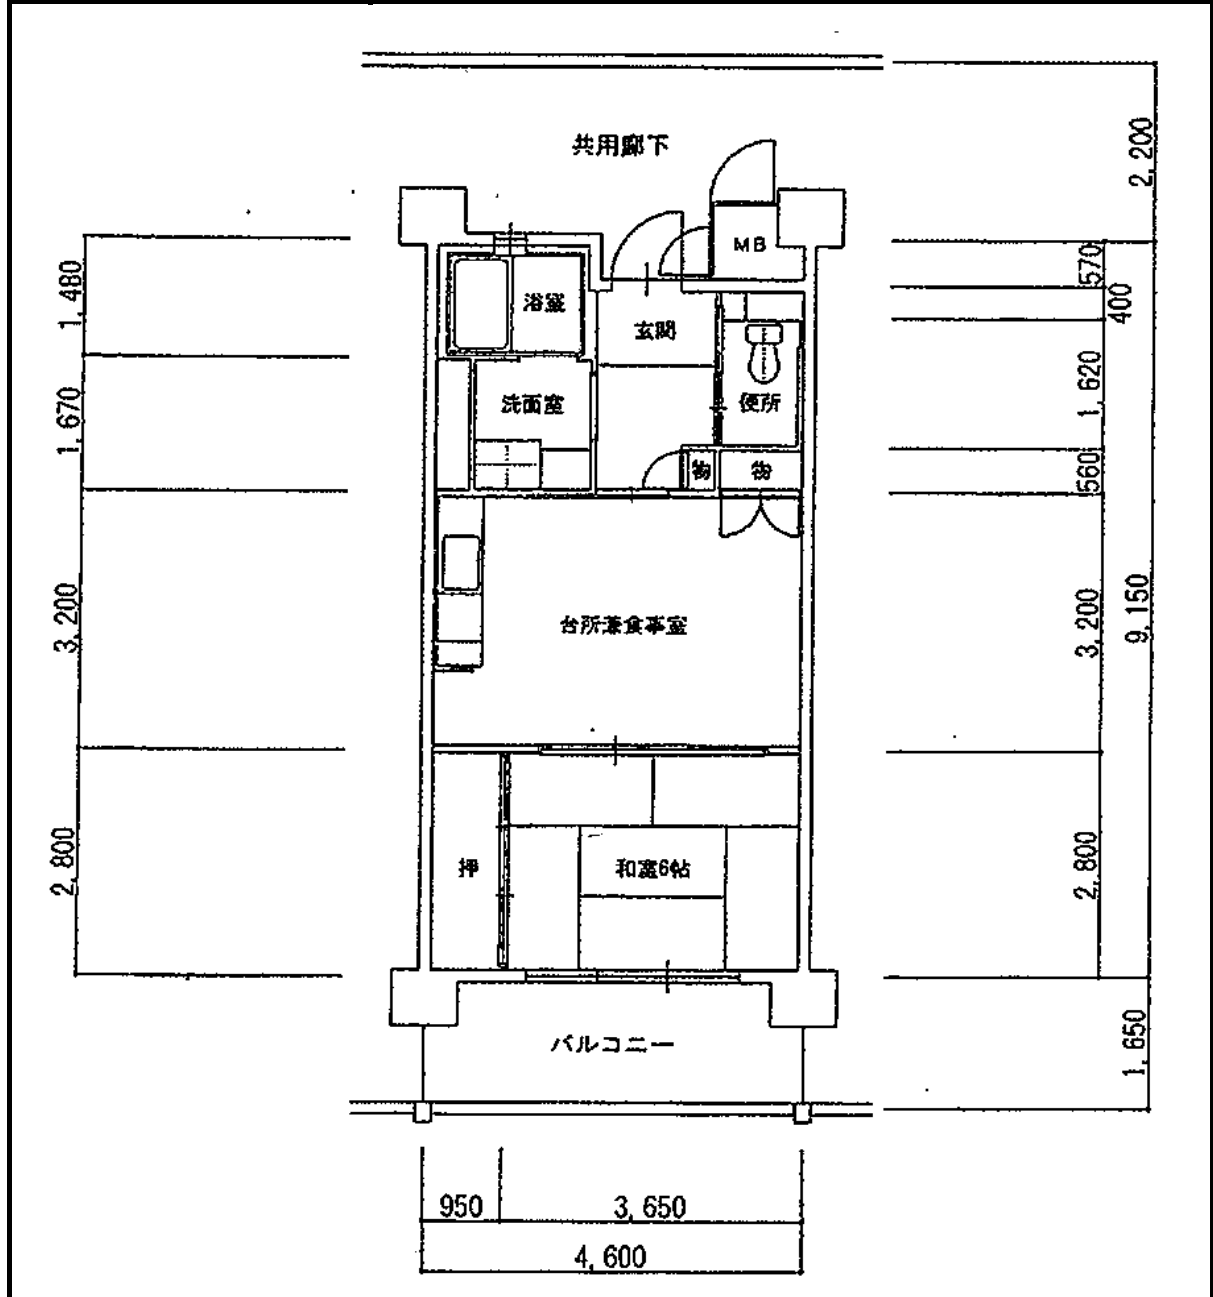 共用廊下
2,200
MB
570
400
1,480
浴室
玄関
1,620
便所
1,670
洗面室
560
物
物
3,200
台所兼食事室
3,200
9,150
2,800
押
和室6帖
2,800
バルコニー
1,650
950
3,650
4,600